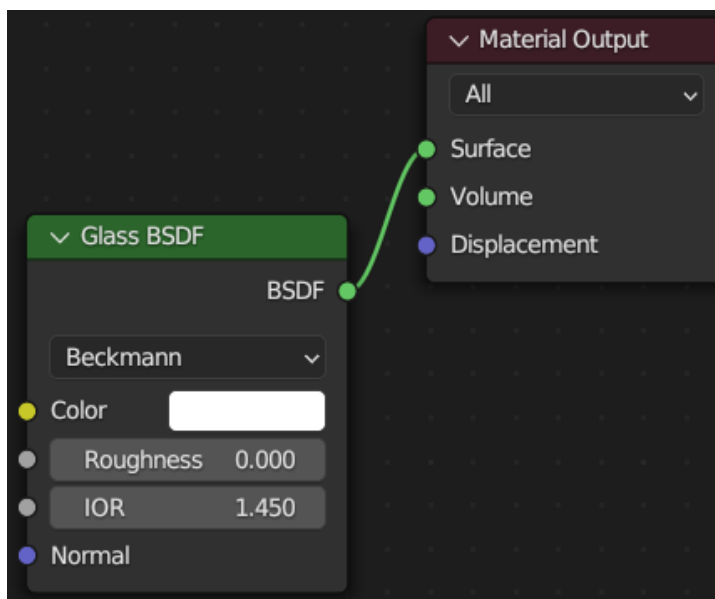 Material Output
All
Surface
Volume
Displacement
Glass BSDF
BSDF
Beckmann
Color
Roughness 0.000
IOR 1.450
Normal